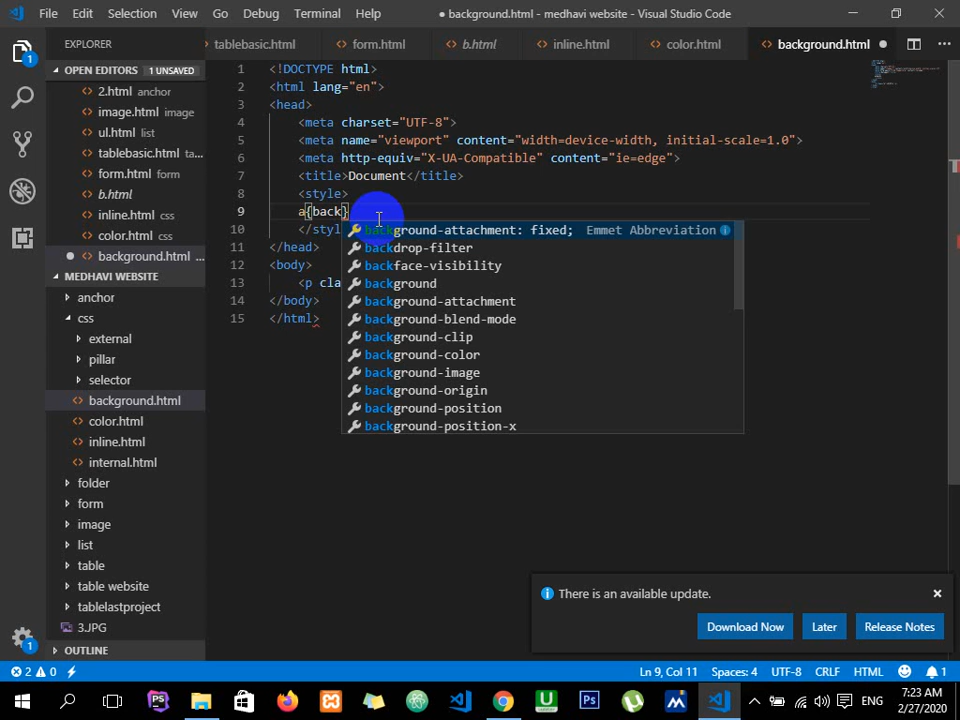 File Edit Selection View Go Debug Terminal Help
● background.html - medhavi website - Visual Studio Code
EXPLORER
tablebasic.html
form.html
b.html
inline.html
color.html
background.html
OPEN EDITORS 1 UNSAVED
2.html anchor
image.html image
ul.html list
tablebasic.html ta...
form.html form
b.html
inline.html css
color.html css
background.html ...
MEDHAVI WEBSITE
anchor
css
external
pillar
selector
background.html
color.html
inline.html
internal.html
folder
form
image
list
table
table website
tablelastproject
3.JPG
OUTLINE
1 <!DOCTYPE html>
2 <html lang="en">
3 <head>
4 <meta charset="UTF-8">
5 <meta name="viewport" content="width=device-width, initial-scale=1.0">
6 <meta http-equiv="X-UA-Compatible" content="ie=edge">
7 <title>Document</title>
8 <style>
9 a{back}
10 </styl
11 </head>
12 <body>
13 <p cla
14 </body>
15 </html>
background-attachment: fixed; Emmet Abbreviation
backdrop-filter
backface-visibility
background
background-attachment
background-blend-mode
background-clip
background-color
background-image
background-origin
background-position
background-position-x
There is an available update.
Download Now Later Release Notes
2 0 Ln 9, Col 11 Spaces: 4 UTF-8 CRLF HTML 1
ENG
7:23 AM
2/27/2020